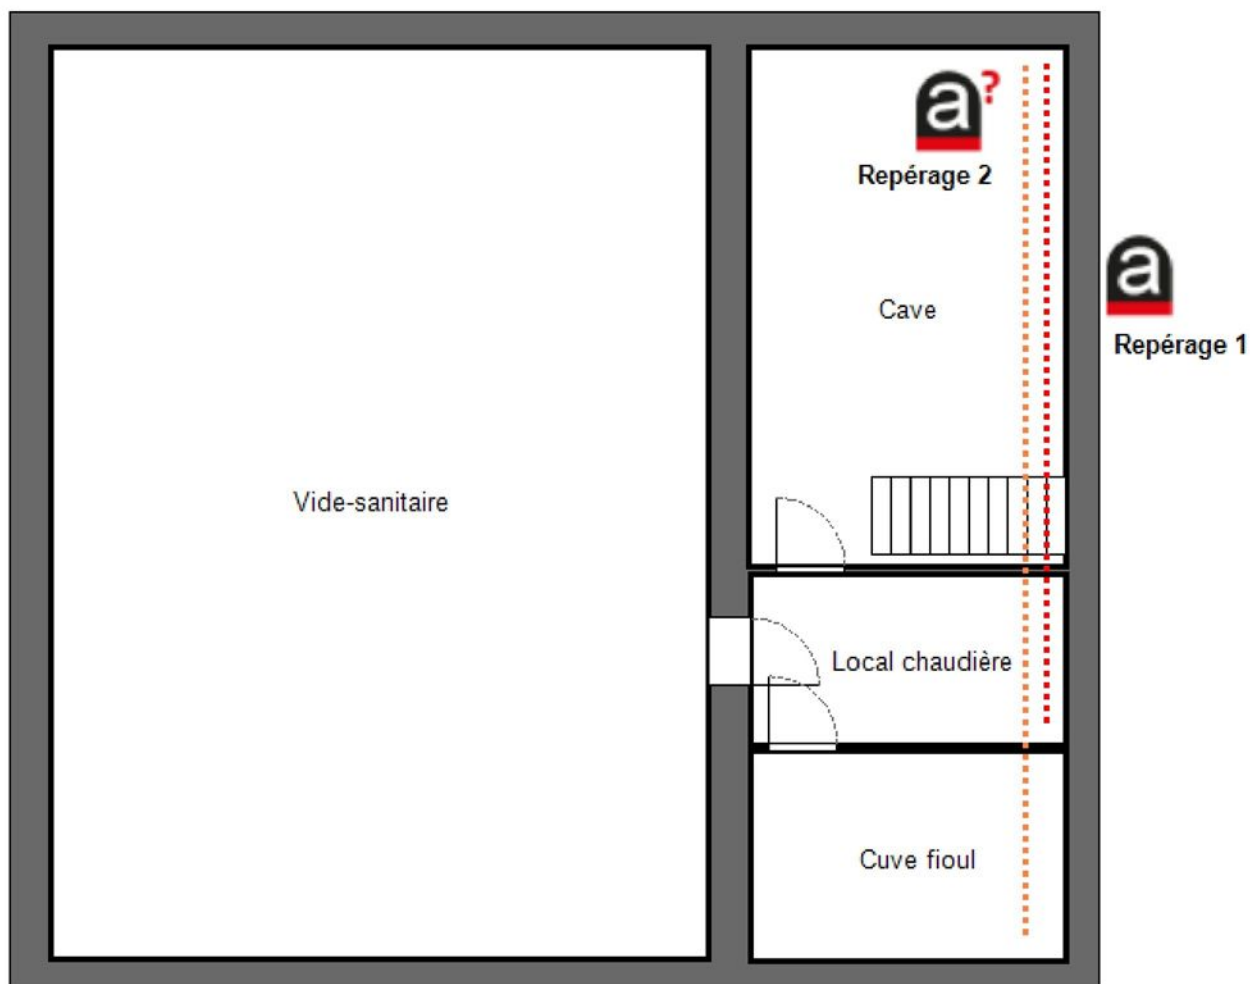 a?
Repérage 2
a
Cave
Repérage 1
Vide-sanitaire
Local chaudière
Cuve fioul